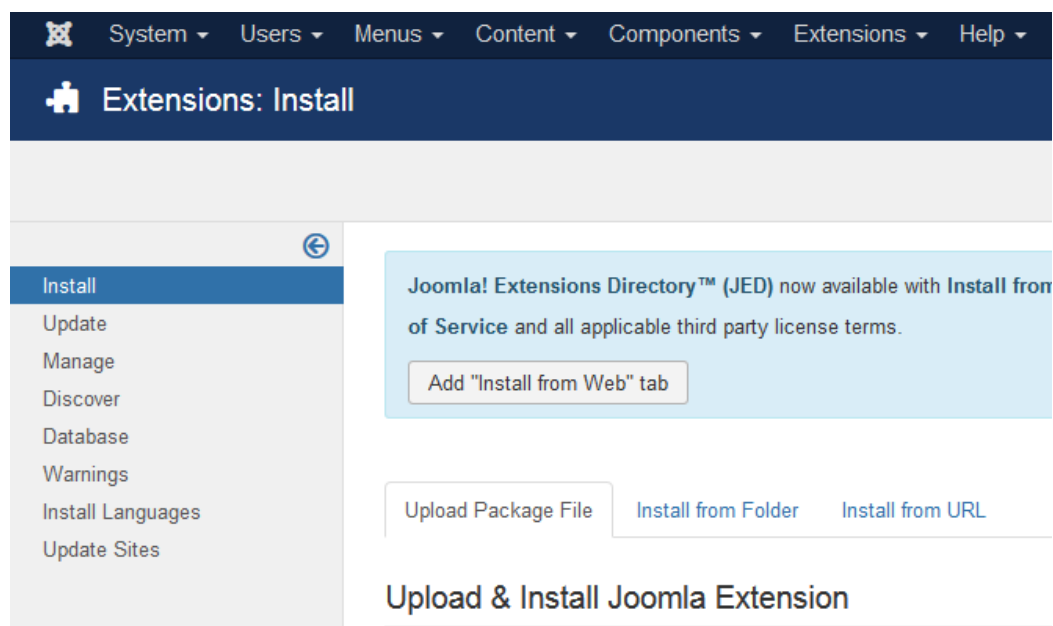 System Users Menus Content Components Extensions Help
Extensions: Install
Install
Update
Manage
Discover
Database
Warnings
Install Languages
Update Sites
Joomla! Extensions Directory™ (JED) now available with Install from
of Service and all applicable third party license terms.
Add "Install from Web" tab
Upload Package File Install from Folder Install from URL
Upload & Install Joomla Extension